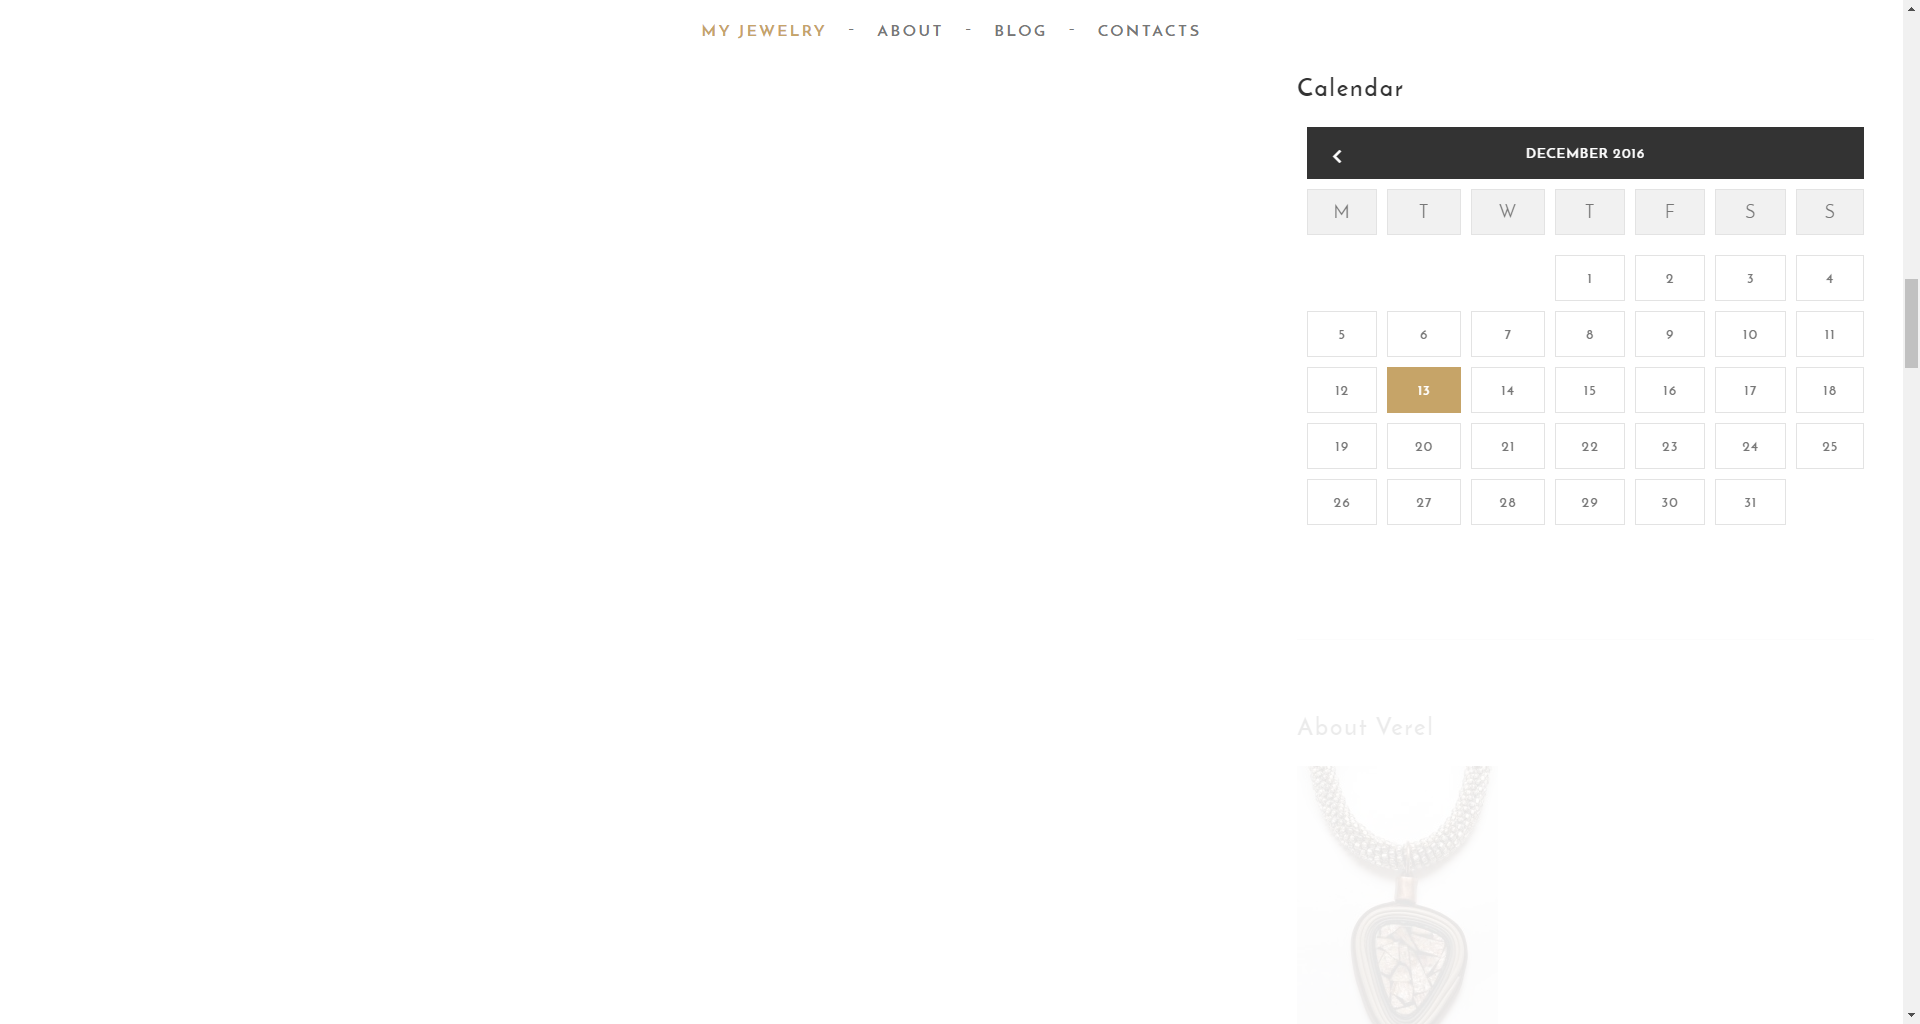 MY JEWELRY - ABOUT - BLOG - CONTACTS
Calendar
DECEMBER 2016
M T W T F S S
1 2 3 4
5 6 7 8 9 10 11
12 13 14 15 16 17 18
19 20 21 22 23 24 25
26 27 28 29 30 31
About Verel